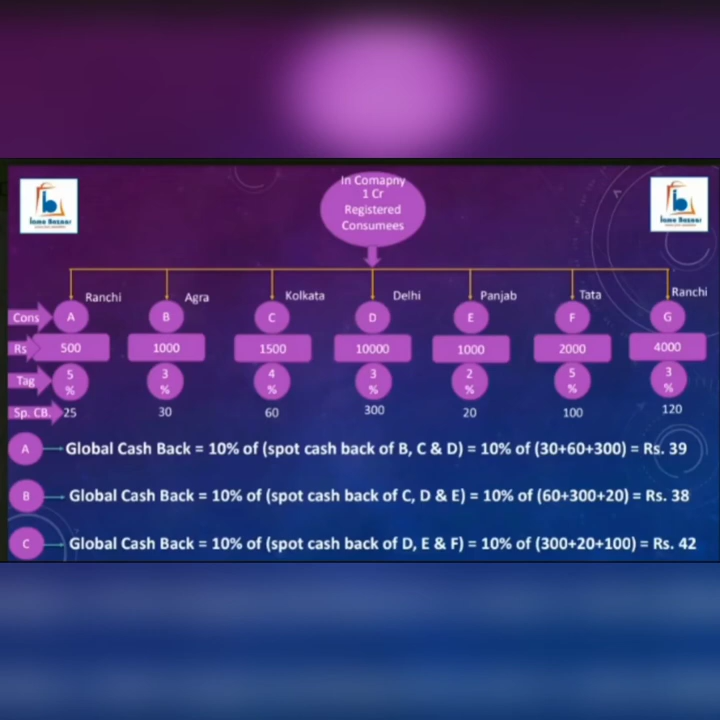 In Comapny
1 Cr
Registered
Consumees
Ranchi Agra Kolkata Delhi Panjab Tata Ranchi
Cons A B C D E F G
Rs 500 1000 1500 10000 1000 2000 4000
Tag 5 % 3 % 4 % 3 % 2 % 5 % 3 %
Sp. CB. 25 30 60 300 20 100 120
A Global Cash Back = 10% of (spot cash back of B, C & D) = 10% of (30+60+300) = Rs. 39
B Global Cash Back = 10% of (spot cash back of C, D & E) = 10% of (60+300+20) = Rs. 38
C Global Cash Back = 10% of (spot cash back of D, E & F) = 10% of (300+20+100) = Rs. 42